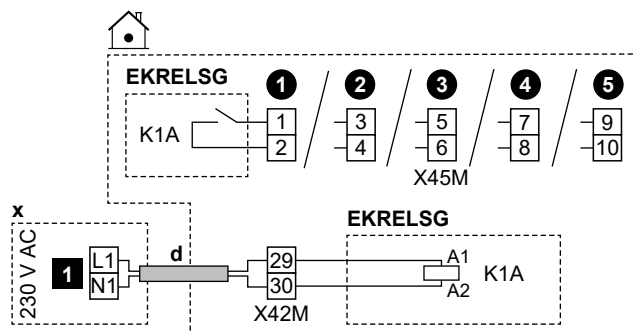 EKRELSG 1 / 2 / 3 / 4 / 5
K1A 1 3 5 7 9
2 4 6 8 10
X45M
x
EKRELSG
230 V AC
1 L1 d 29 A1
N1 30 A2 K1A
X42M